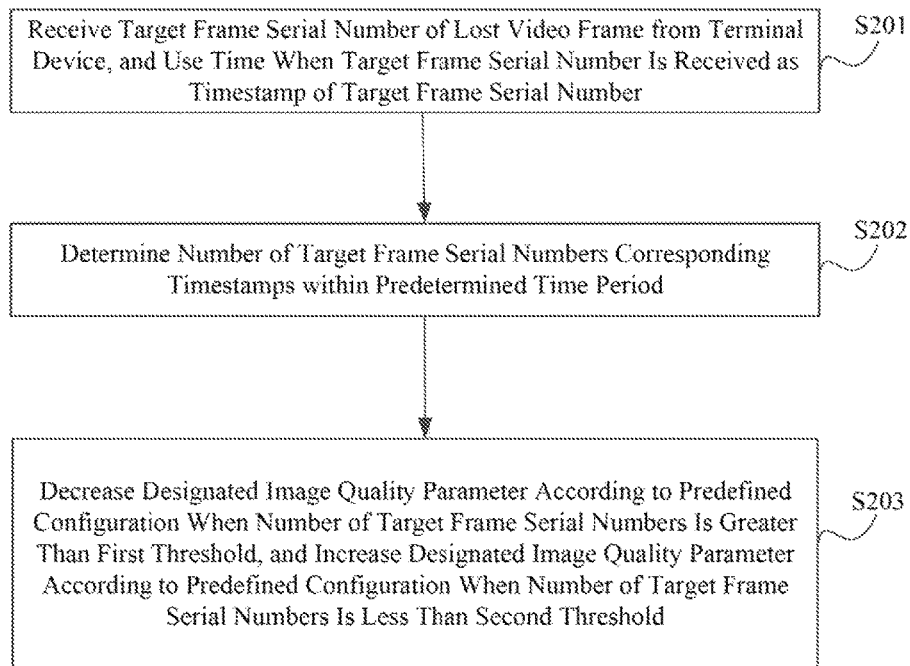 Receive Target Frame Serial Number of Lost Video Frame from Terminal
Device, and Use Time When Target Frame Serial Number Is Received as
Timestamp of Target Frame Serial Number
S201
Determine Number of Target Frame Serial Numbers Corresponding
Timestamps within Predetermined Time Period
S202
Decrease Designated Image Quality Parameter According to Predefined
Configuration When Number of Target Frame Serial Numbers Is Greater
Than First Threshold, and Increase Designated Image Quality Parameter
According to Predefined Configuration When Number of Target Frame
Serial Numbers Is Less Than Second Threshold
S203